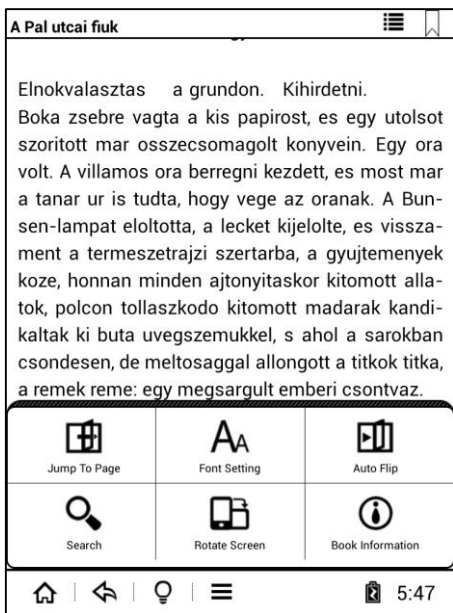 A Pal utcai fiuk
Elnokvalasztas a grundon. Kihirdetni.
Boka zsebre vagta a kis papirost, es egy utolsot
szoritott mar osszecsomagolt konyvein. Egy ora
volt. A villamos ora berregni kezdett, es most mar
a tanar ur is tudta, hogy vege az oranak. A Bun-
sen-lampat eloltotta, a lecket kijelolte, es vissza-
ment a termeszetrajzi szertarba, a gyujtemenyek
koze, honnan minden ajtonyitaskor kitomott alla-
tok, polcon tollaszkodo kitomott madarak kandi-
kaltak ki buta uvegszemukkel, s ahol a sarokban
csondesen, de meltosaggal allongott a titkok titka,
a remek reme: egy megsargult emberi csontvaz.
Jump To Page
Font Setting
Auto Flip
Search
Rotate Screen
Book Information
5:47